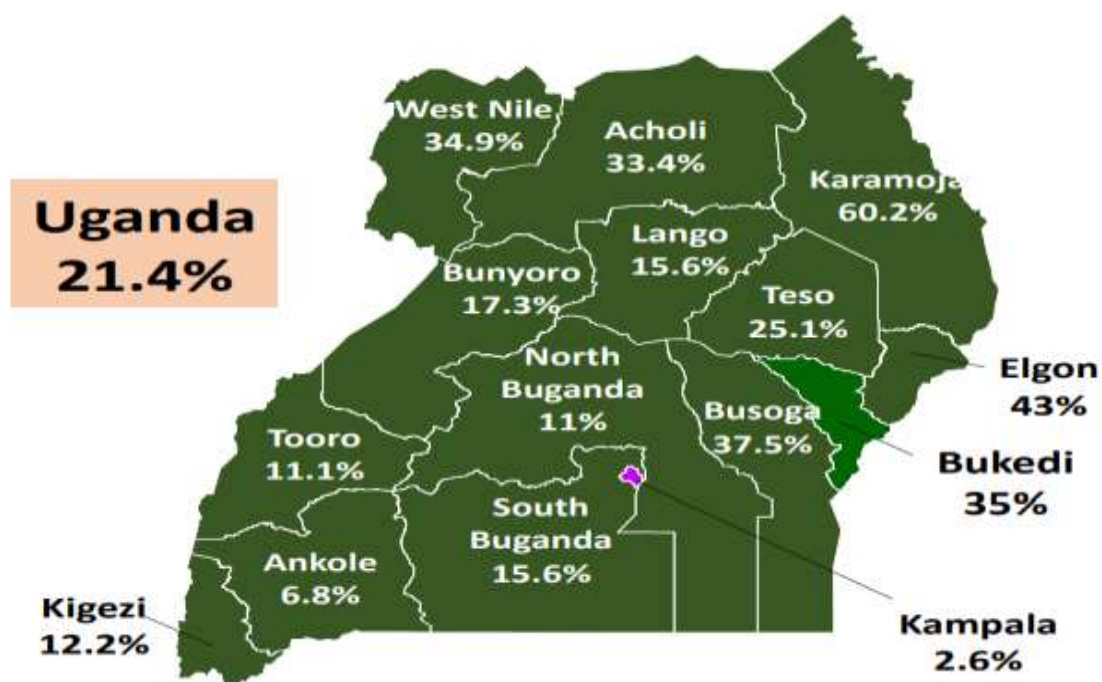 West Nile
34.9%
Acholi
33.4%
Karamoja
60.2%
Uganda
21.4%
Lango
15.6%
Bunyoro
17.3%
Teso
25.1%
North
Buganda
11%
Elgon
43%
Busoga
37.5%
Tooro
11.1%
Bukedi
35%
South
Buganda
15.6%
Ankole
6.8%
Kigezi
12.2%
Kampala
2.6%